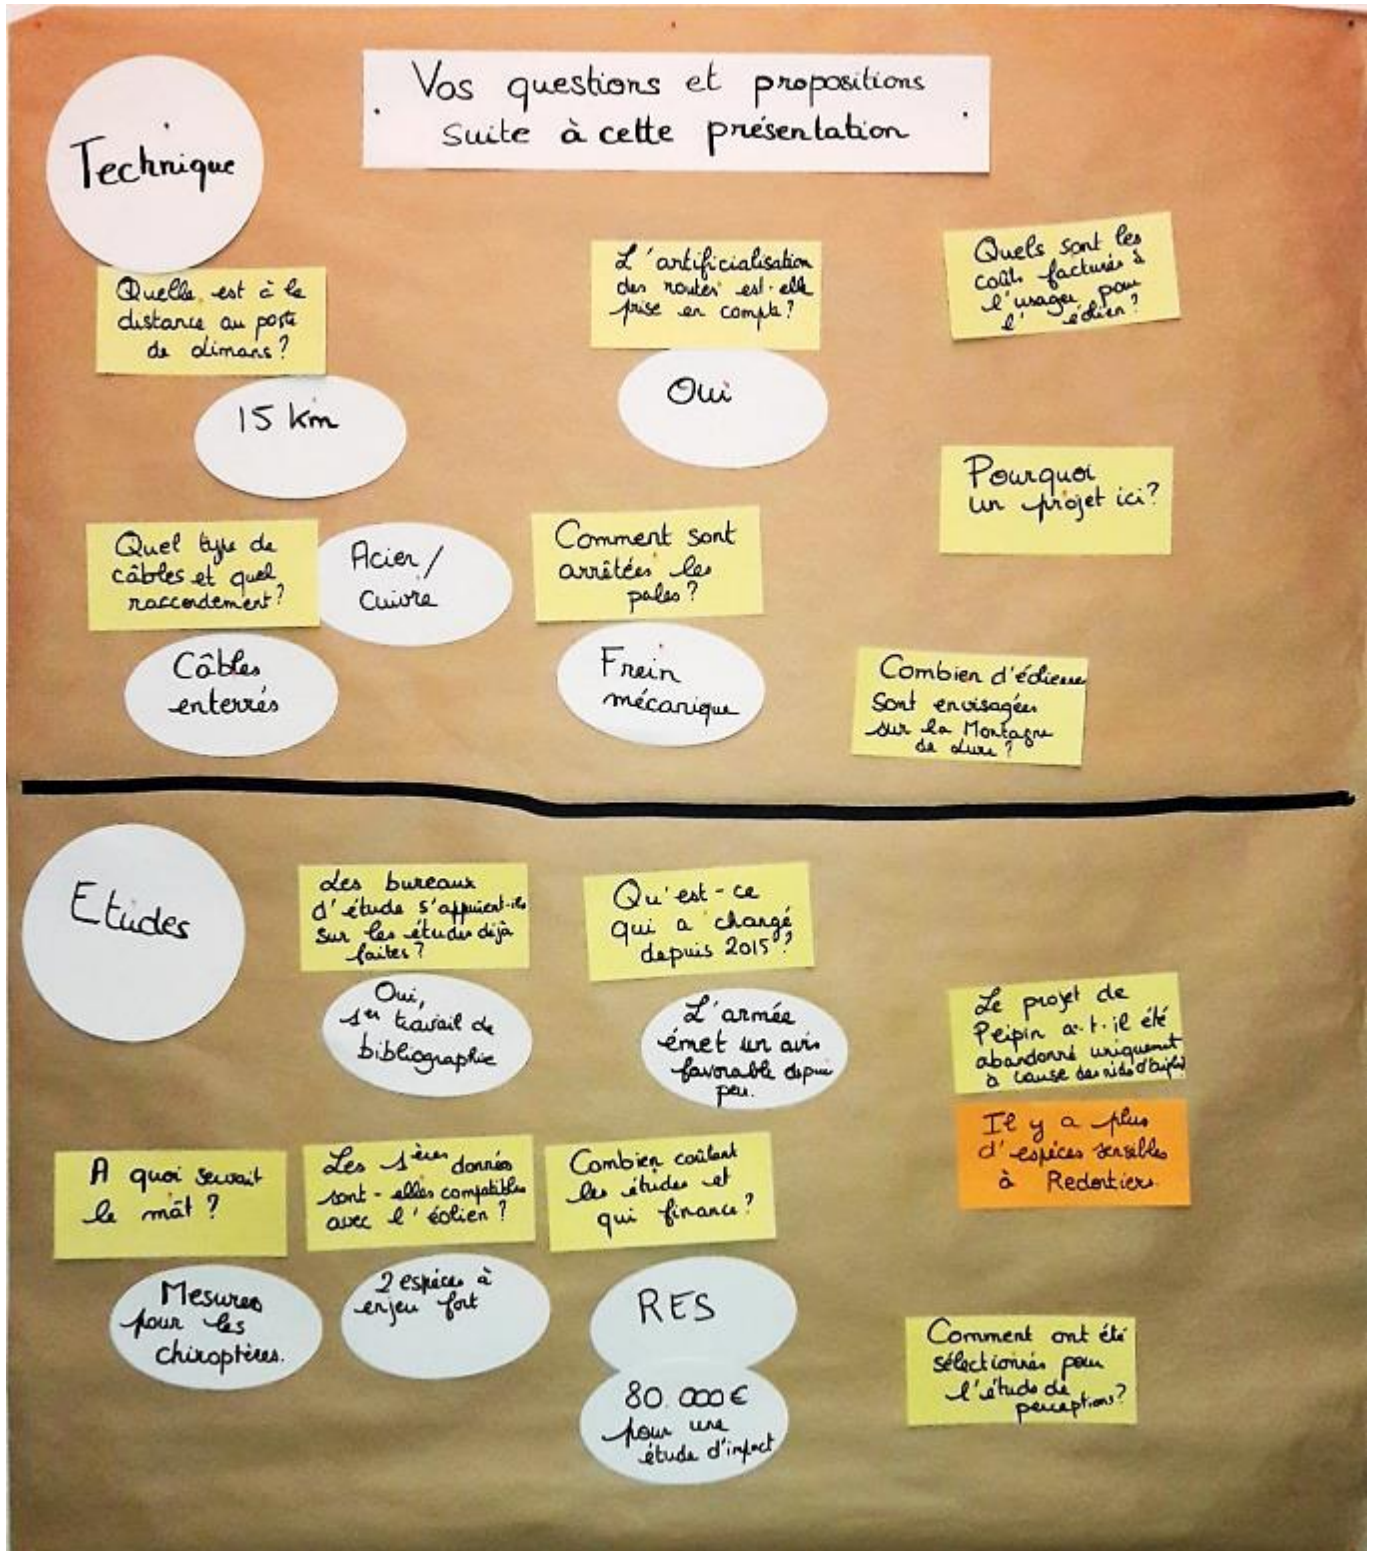 Vos questions et propositions
suite à cette présentation
Technique
Quelle est à la
distance au poste
de Limans ?
15 km
L'artificialisation
des routes est-elle
prise en compte ?
Oui
Quels sont les
coûts facturés à
l'usager pour
l'éolien ?
Pourquoi
un projet ici ?
Quel type de
câbles et quel
raccordement ?
Acier /
Cuivre
Câbles
enterrés
Comment sont
arrêtées les
pales ?
Frein
mécanique
Combien d'éoliennes
sont envisagées
sur la Montagne
de Lure ?
Etudes
Les bureaux
d'étude s'appuient-ils
sur les études déjà
faites ?
Oui,
1er travail de
bibliographie
Qu'est-ce
qui a changé
depuis 2015 ?
L'armée
émet un avis
favorable depuis
peu.
Le projet de
Peipin a-t-il été
abandonné uniquement
à cause des nids d'aigles
Il y a plus
d'espèces sensibles
à Redortiers.
A quoi servait
le mât ?
Mesures
pour les
chiroptères.
Les 1ères données
sont-elles compatibles
avec l'éolien ?
2 espèces à
enjeu fort
Combien coûtent
les études et
qui finance ?
RES
80.000 €
pour une
étude d'impact
Comment ont été
sélectionnés pour
l'étude de
perceptions ?